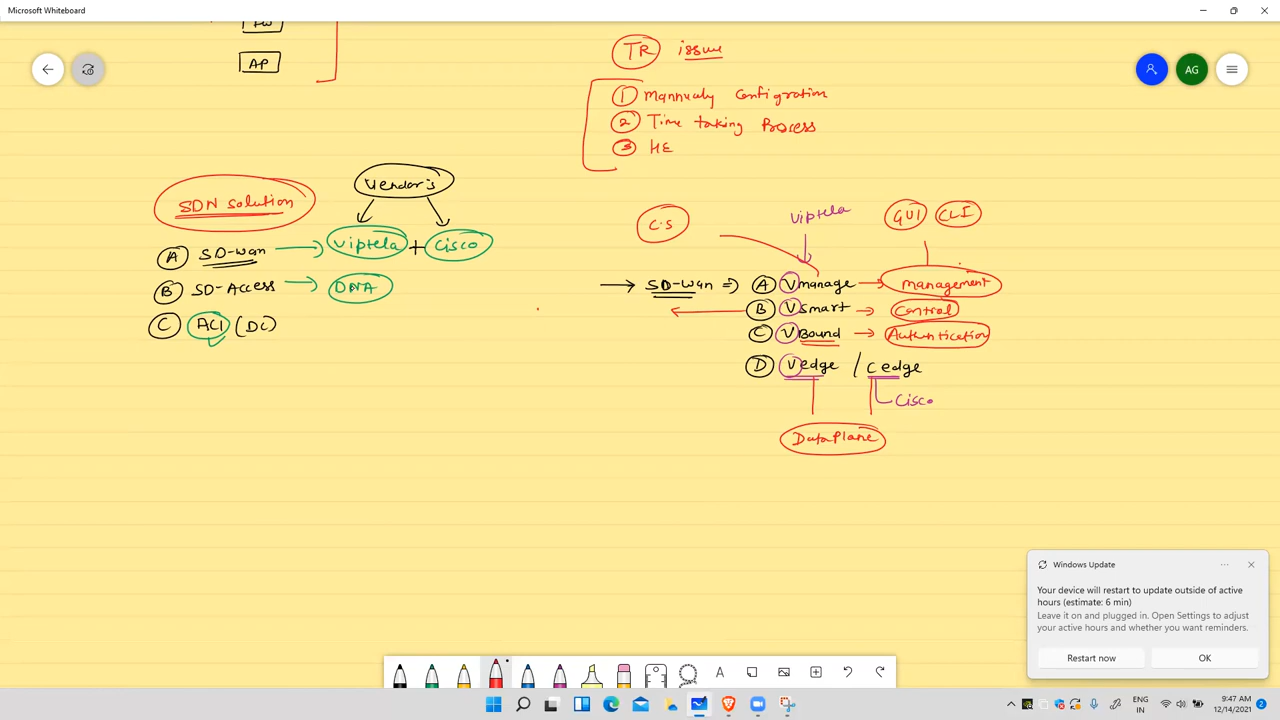 Microsoft Whiteboard
AP
AG
TR issue
1 Mannualy Configration
2 Time taking Process
3 HE
Vendor's
SDN Solution
Viptela + Cisco
A SD-wan
B SD-Access
DNA
C ACI (DC)
C.S
Viptela
GUI CLI
SD-wan => A Vmanage management
B Vsmart Control
C VBound Authentication
D Vedge / Cedge
Cisco
Data Plane
Windows Update
Your device will restart to update outside of active
hours (estimate: 6 min)
Leave it on and plugged in. Open Settings to adjust
your active hours and whether you want reminders.
Restart now
OK
A
ENG
IN
9:47 AM
12/14/2021
2